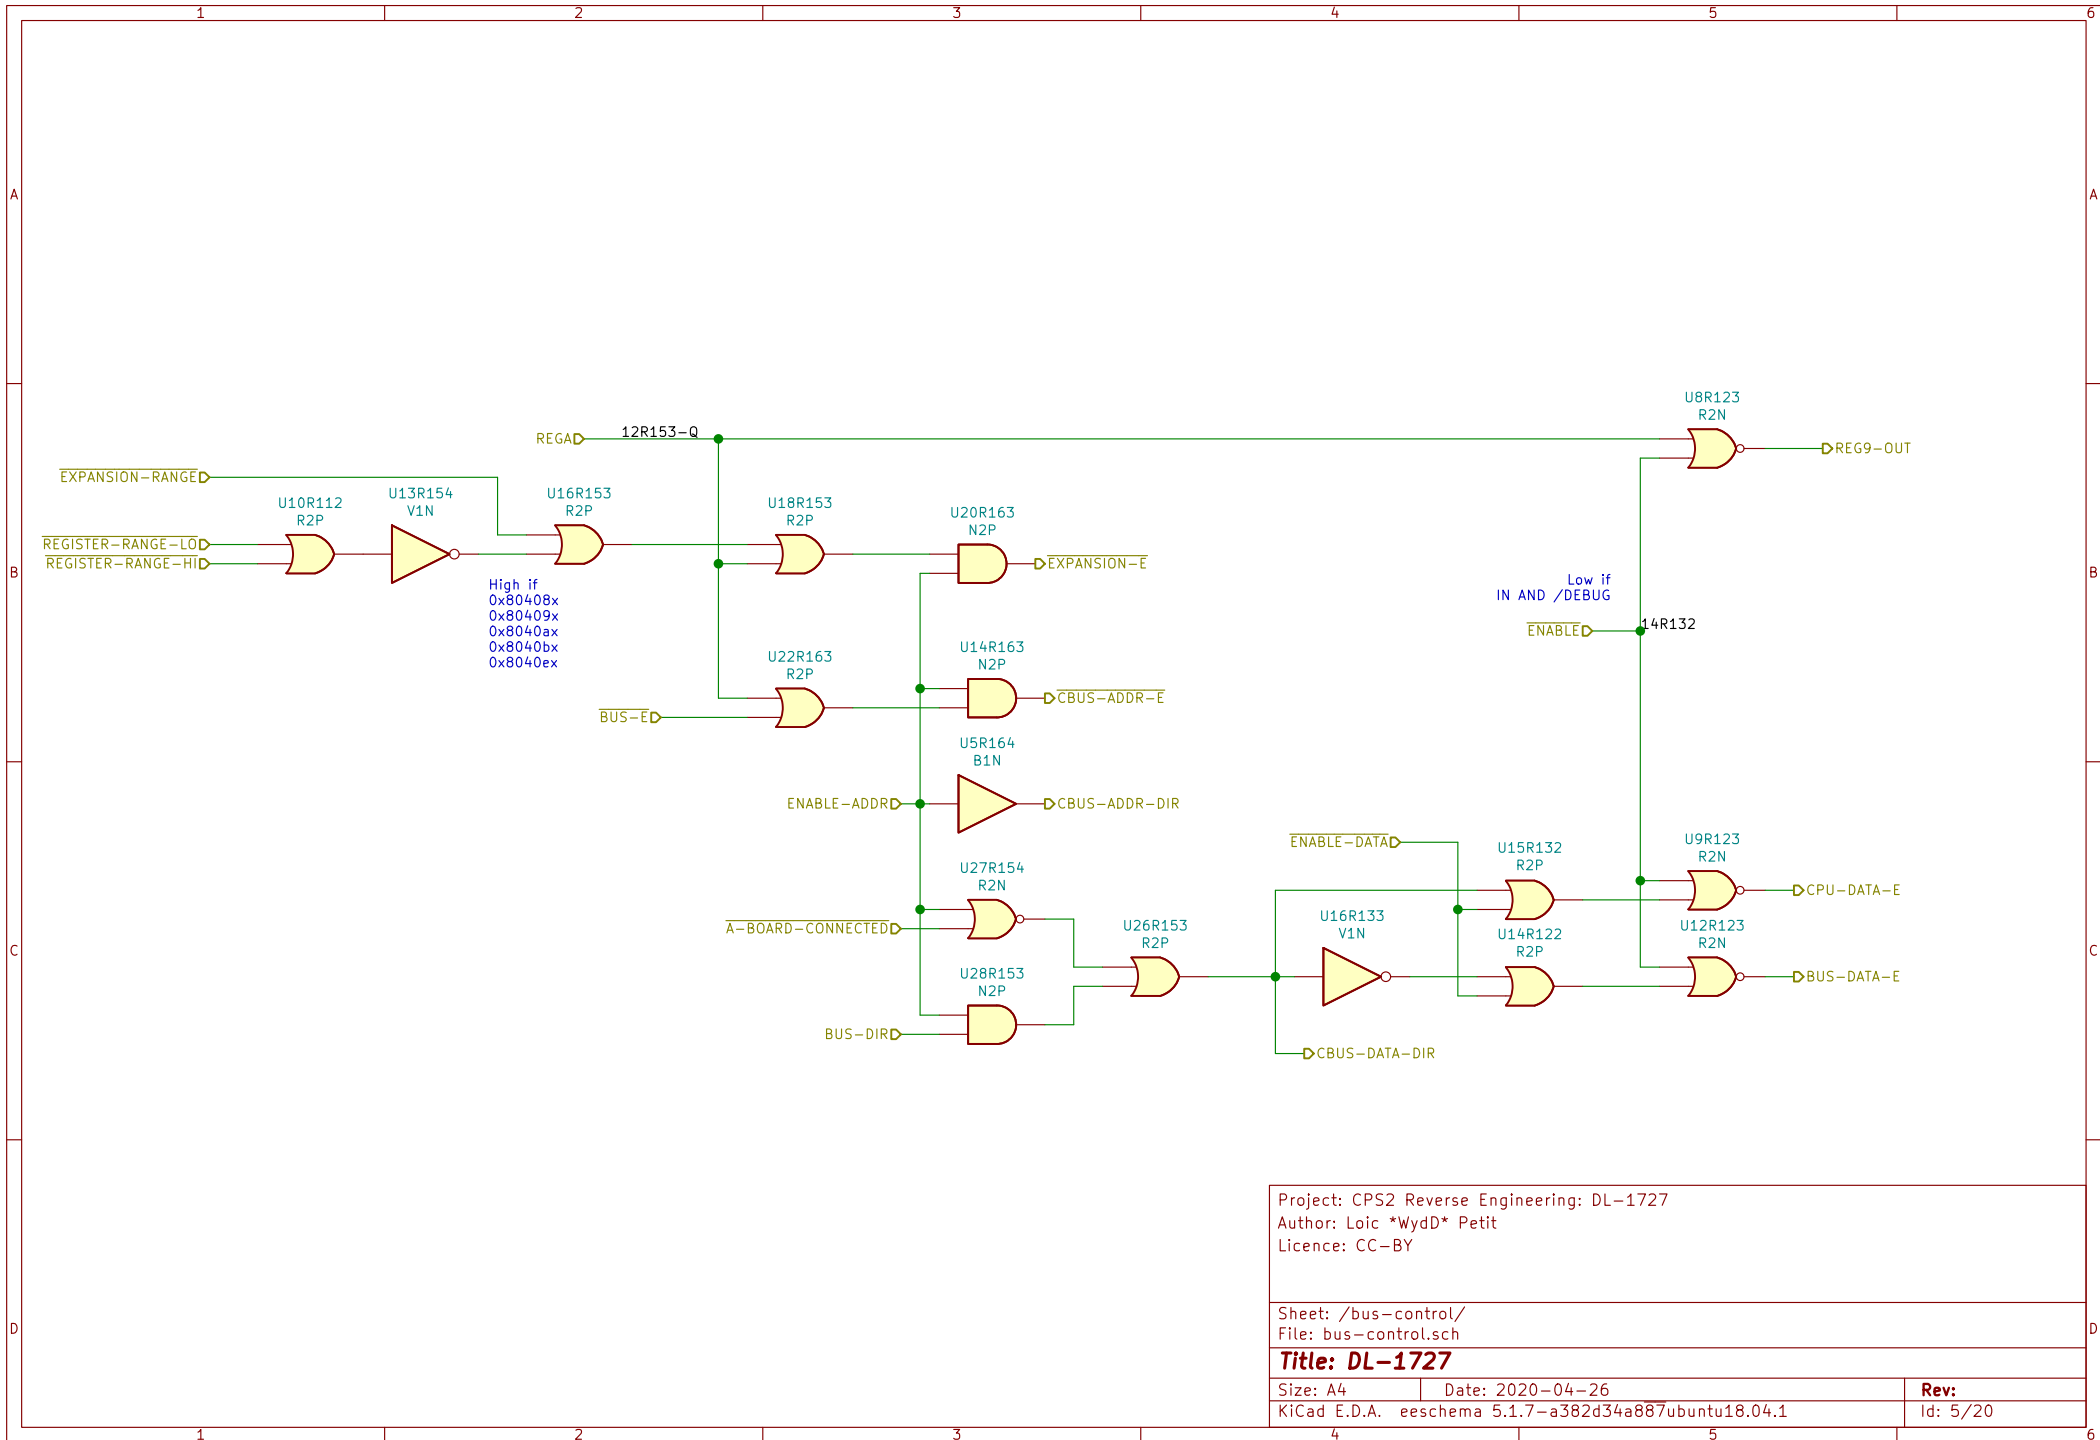 1 2 3 4 5 6
A A
U8R123
R2N
REGA 12R153-Q
REG9-OUT
EXPANSION-RANGE
U10R112
R2P
U13R154
V1N
U16R153
R2P
U18R153
R2P
U20R163
N2P
REGISTER-RANGE-LO
REGISTER-RANGE-HI
EXPANSION-E
B B
High if
0x80408x
0x80409x
0x8040ax
0x8040bx
0x8040ex
Low if
IN AND /DEBUG
ENABLE 14R132
U22R163
R2P
U14R163
N2P
BUS-E
CBUS-ADDR-E
U5R164
B1N
ENABLE-ADDR
CBUS-ADDR-DIR
ENABLE-DATA
U15R132
R2P
U9R123
R2N
CPU-DATA-E
U27R154
R2N
A-BOARD-CONNECTED
U26R153
R2P
U16R133
V1N
U14R122
R2P
U12R123
R2N
BUS-DATA-E
C C
U28R153
N2P
BUS-DIR
CBUS-DATA-DIR
Project: CPS2 Reverse Engineering: DL-1727
Author: Loic *WydD* Petit
Licence: CC-BY
Sheet: /bus-control/
File: bus-control.sch
D D
Title: DL-1727
Size: A4 Date: 2020-04-26 Rev:
KiCad E.D.A. eeschema 5.1.7-a382d34a887ubuntu18.04.1 Id: 5/20
1 2 3 4 5 6